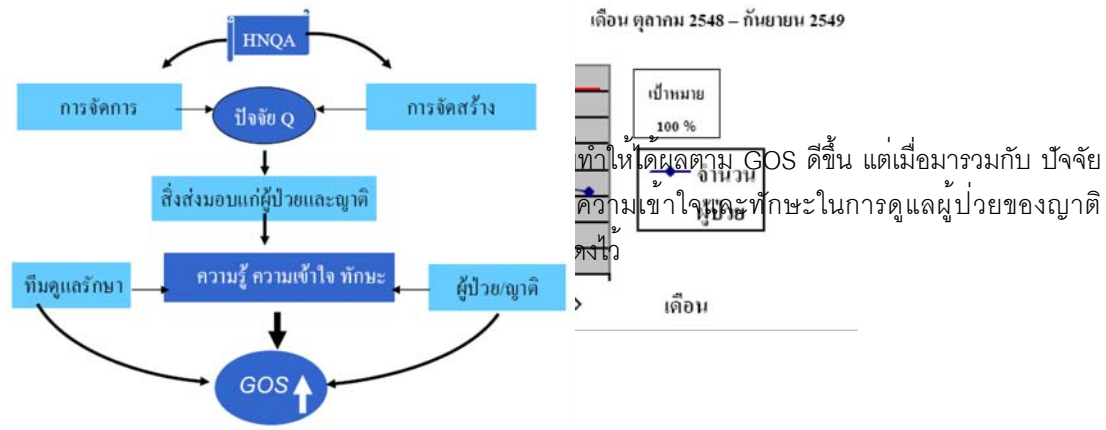 HNQA
การจัดการ
ปัจจัย Q
การจัดสร้าง
สิ่งส่งมอบแก่ผู้ป่วยและญาติ
ทีมดูแลรักษา
ความรู้ ความเข้าใจ ทักษะ
ผู้ป่วย/ญาติ
GOS
เดือน ตุลาคม 2548 – กันยายน 2549
เป้าหมาย
100 %
ทำให้ได้ผลตาม GOS ดีขึ้น แต่เมื่อมารวมกับ ปัจจัย
จำนวน
ความเข้าใจและทักษะในการดูแลผู้ป่วยของญาติ
ผู้ป่วย
เดือน